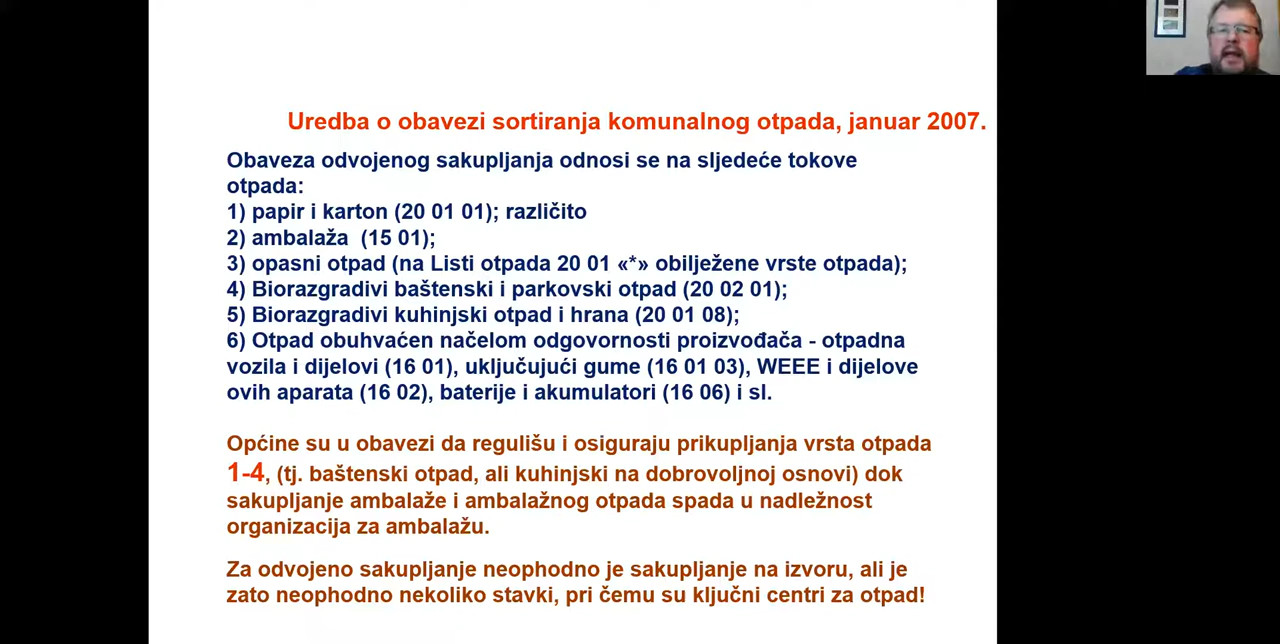 Uredba o obavezi sortiranja komunalnog otpada, januar 2007.
Obaveza odvojenog sakupljanja odnosi se na sljedeće tokove
otpada:
1) papir i karton (20 01 01); različito
2) ambalaža (15 01);
3) opasni otpad (na Listi otpada 20 01 «*» obilježene vrste otpada);
4) Biorazgradivi baštenski i parkovski otpad (20 02 01);
5) Biorazgradivi kuhinjski otpad i hrana (20 01 08);
6) Otpad obuhvaćen načelom odgovornosti proizvođača - otpadna
vozila i dijelovi (16 01), uključujući gume (16 01 03), WEEE i dijelove
ovih aparata (16 02), baterije i akumulatori (16 06) i sl.
Općine su u obavezi da regulišu i osiguraju prikupljanja vrsta otpada
1-4, (tj. baštenski otpad, ali kuhinjski na dobrovoljnoj osnovi) dok
sakupljanje ambalaže i ambalažnog otpada spada u nadležnost
organizacija za ambalažu.
Za odvojeno sakupljanje neophodno je sakupljanje na izvoru, ali je
zato neophodno nekoliko stavki, pri čemu su ključni centri za otpad!